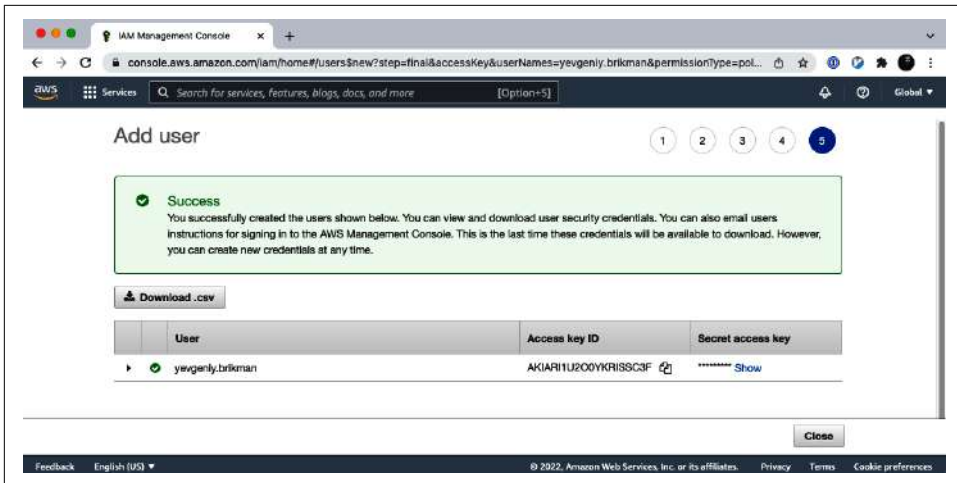 IAM Management Console
console.aws.amazon.com/iam/home#/users$new?step=final&accessKey&userNames=yevgeniy.brikman&permissionType=pol...
aws Services Search for services, features, blogs, docs, and more [Option+S] Global
Add user 1 2 3 4 5
Success
You successfully created the users shown below. You can view and download user security credentials. You can also email users
instructions for signing in to the AWS Management Console. This is the last time these credentials will be available to download. However,
you can create new credentials at any time.
Download .csv
User Access key ID Secret access key
yevgeniy.brikman AKIARI1U2O0YKRISSC3F ********* Show
Close
Feedback English (US) © 2022, Amazon Web Services, Inc. or its affiliates. Privacy Terms Cookie preferences